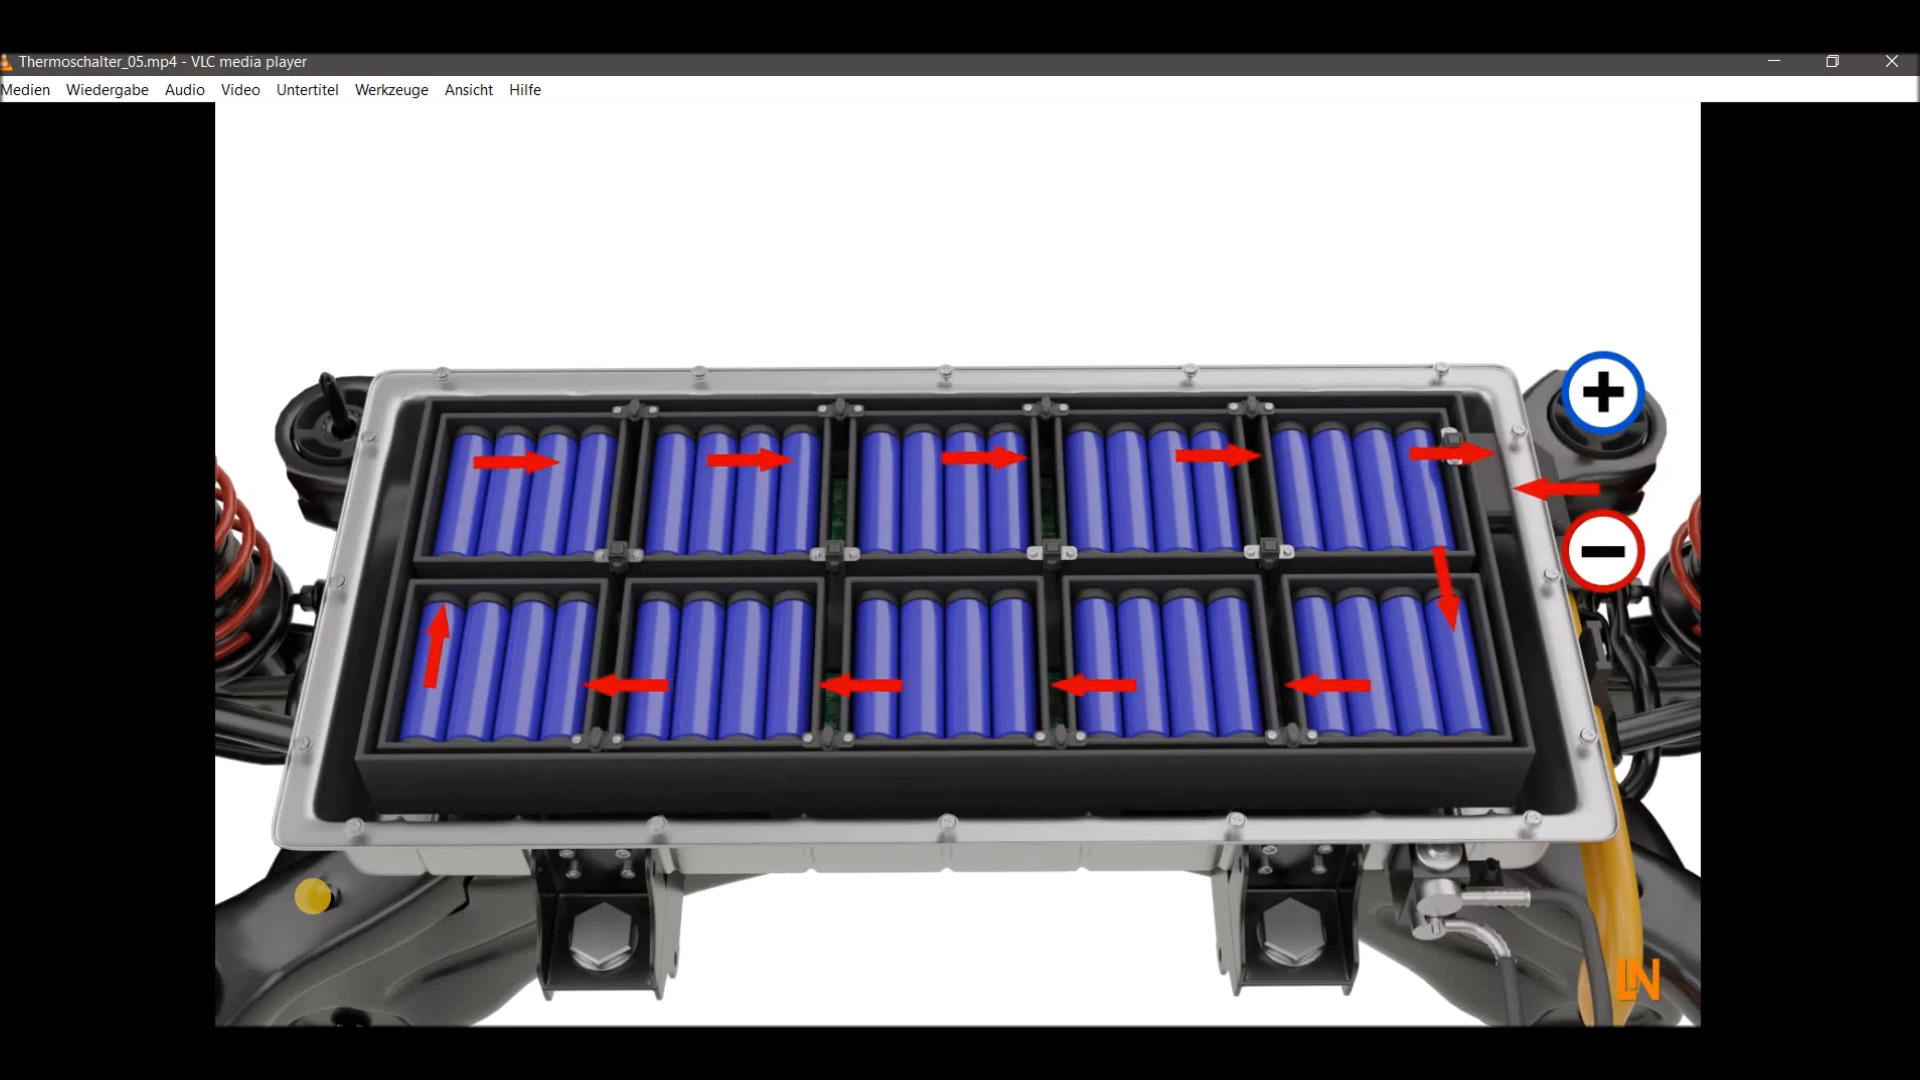 Thermoschalter_05.mp4 - VLC media player
Medien Wiedergabe Audio Video Untertitel Werkzeuge Ansicht Hilfe
+
−
LN